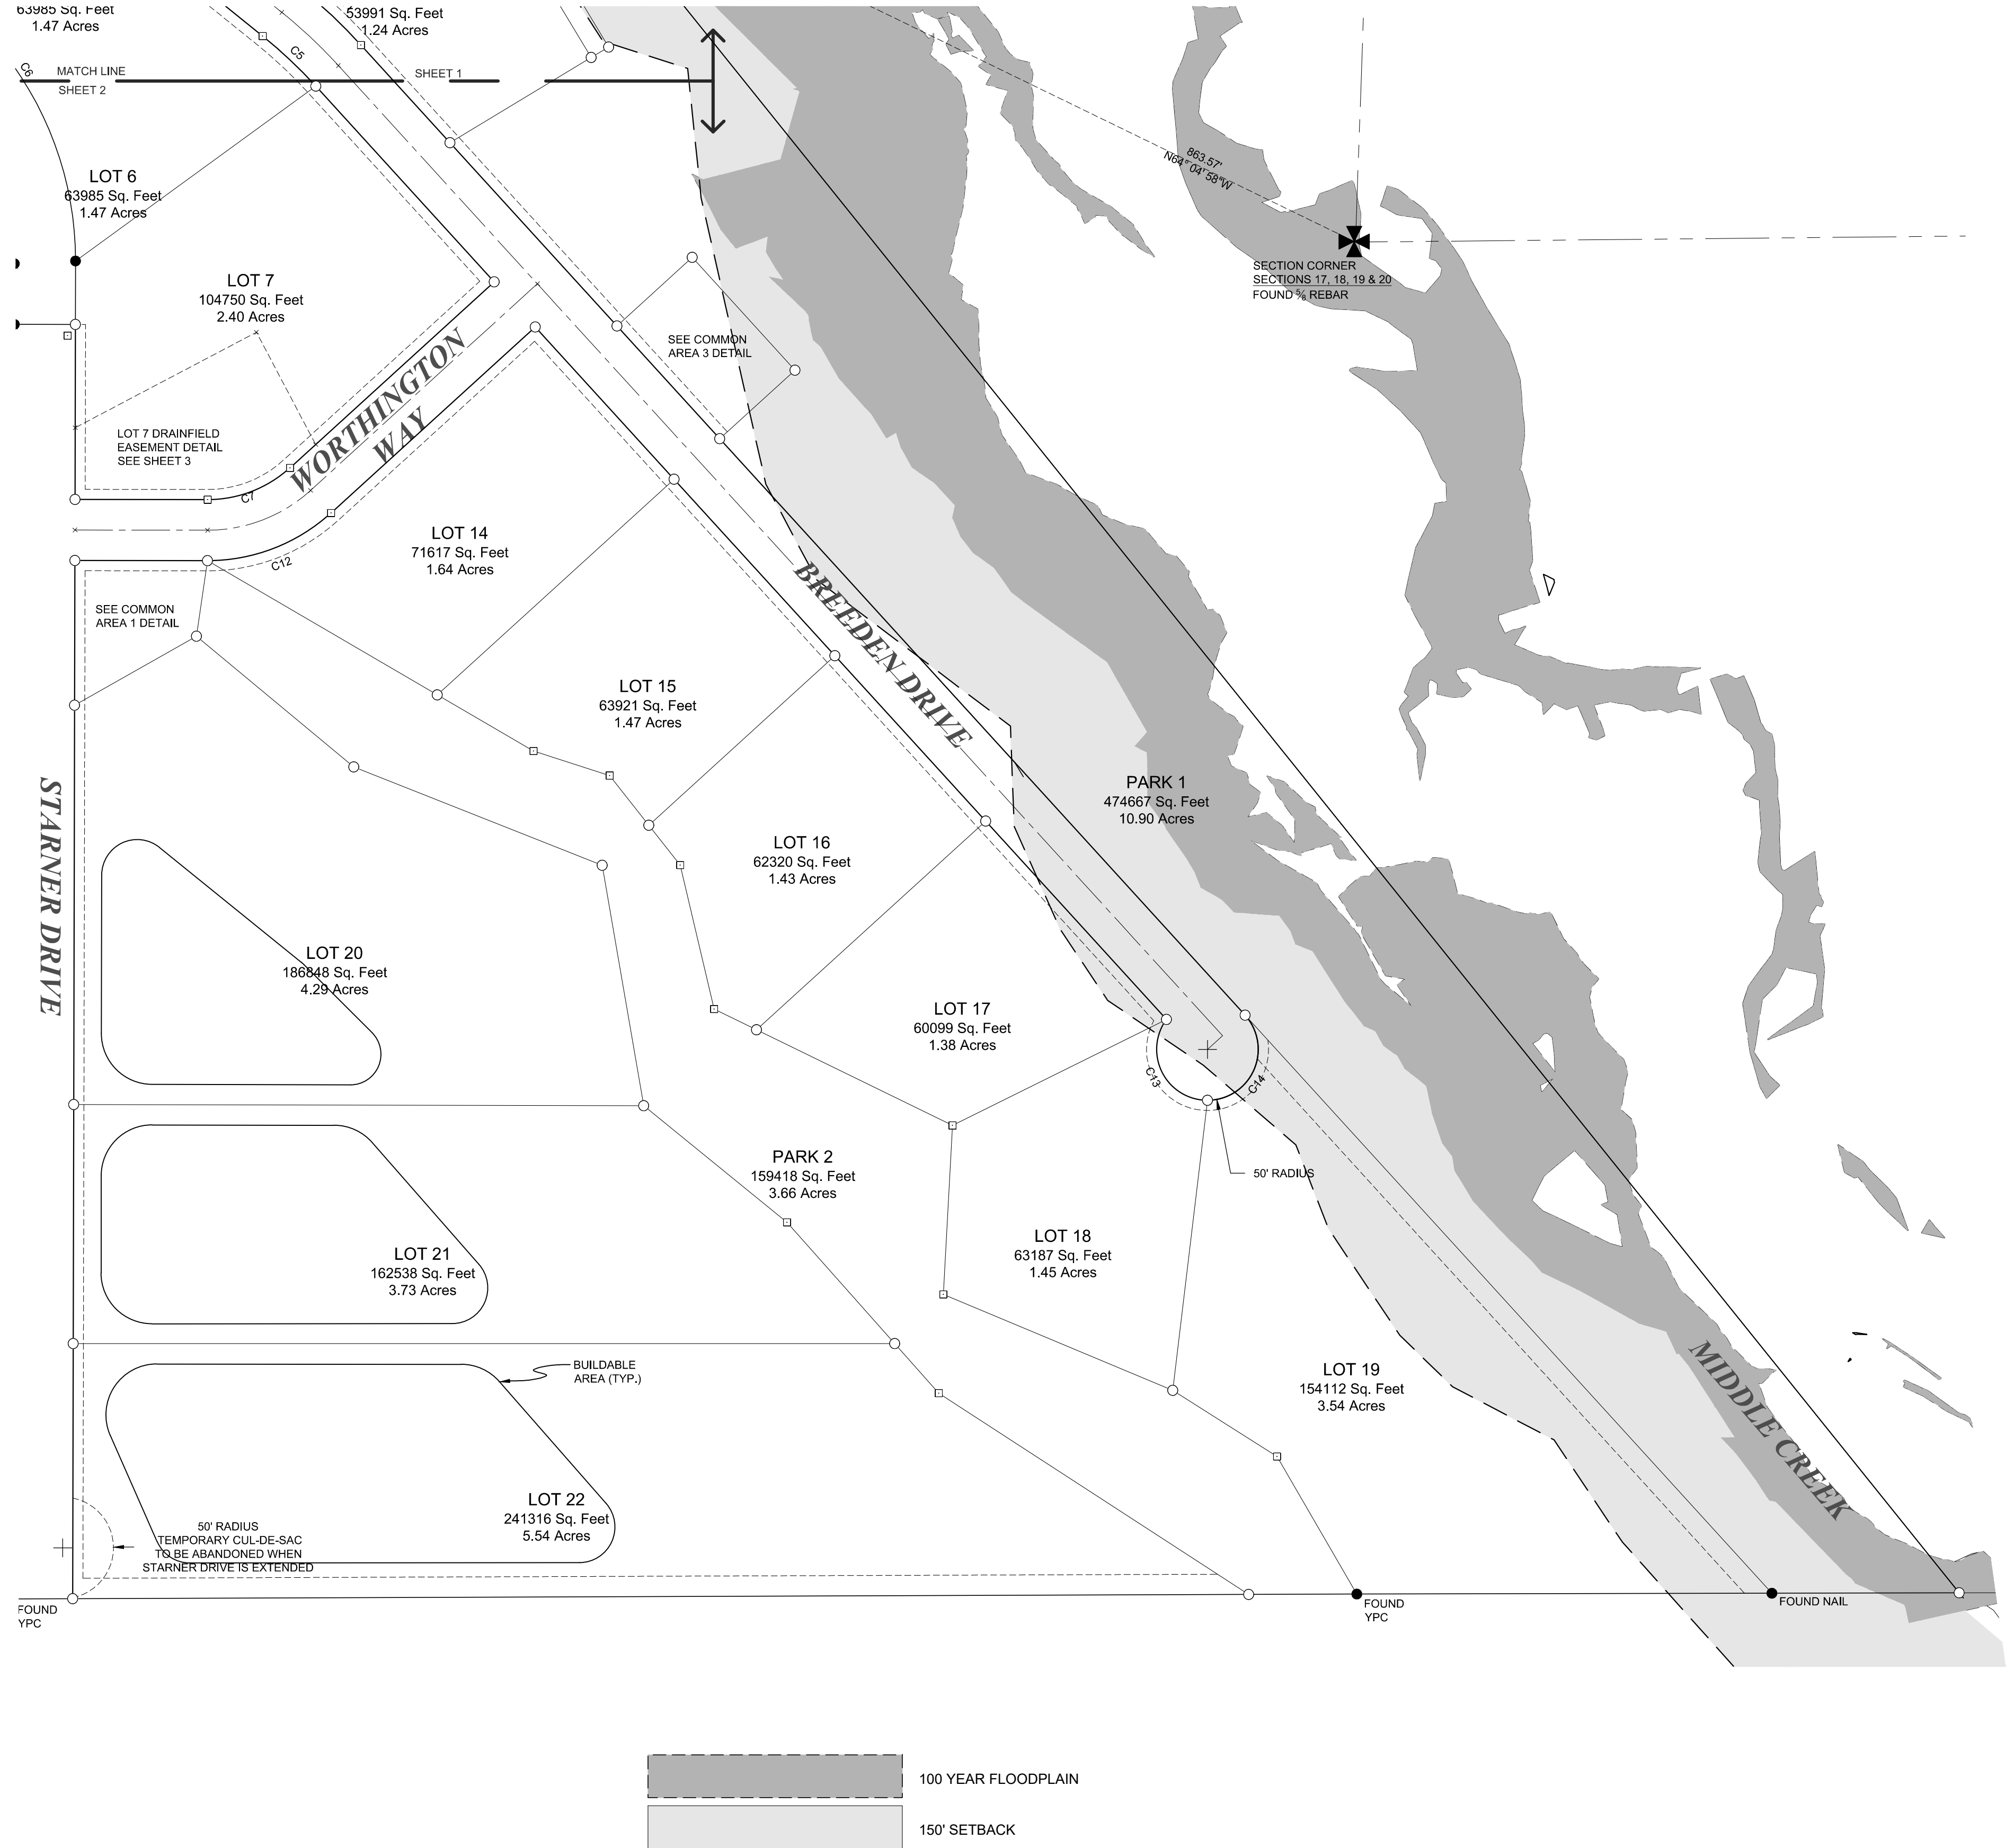 63985 Sq. Feet
1.47 Acres
53991 Sq. Feet
1.24 Acres
C5
C6
MATCH LINE
SHEET 1
SHEET 2
863.57'
N64° 04' 58"W
LOT 6
63985 Sq. Feet
1.47 Acres
SECTION CORNER
SECTIONS 17, 18, 19 & 20
FOUND ⅝ REBAR
LOT 7
104750 Sq. Feet
2.40 Acres
SEE COMMON
AREA 3 DETAIL
WORTHINGTON
WAY
LOT 7 DRAINFIELD
EASEMENT DETAIL
SEE SHEET 3
C7
C12
LOT 14
71617 Sq. Feet
1.64 Acres
SEE COMMON
AREA 1 DETAIL
BREEDEN DRIVE
LOT 15
63921 Sq. Feet
1.47 Acres
PARK 1
474667 Sq. Feet
10.90 Acres
STARNER DRIVE
LOT 16
62320 Sq. Feet
1.43 Acres
LOT 20
186848 Sq. Feet
4.29 Acres
LOT 17
60099 Sq. Feet
1.38 Acres
C13
C14
50' RADIUS
PARK 2
159418 Sq. Feet
3.66 Acres
LOT 18
63187 Sq. Feet
1.45 Acres
LOT 21
162538 Sq. Feet
3.73 Acres
BUILDABLE
AREA (TYP.)
LOT 19
154112 Sq. Feet
3.54 Acres
MIDDLE CREEK
LOT 22
241316 Sq. Feet
5.54 Acres
50' RADIUS
TEMPORARY CUL-DE-SAC
TO BE ABANDONED WHEN
STARNER DRIVE IS EXTENDED
FOUND
YPC
FOUND
YPC
FOUND NAIL
100 YEAR FLOODPLAIN
150' SETBACK